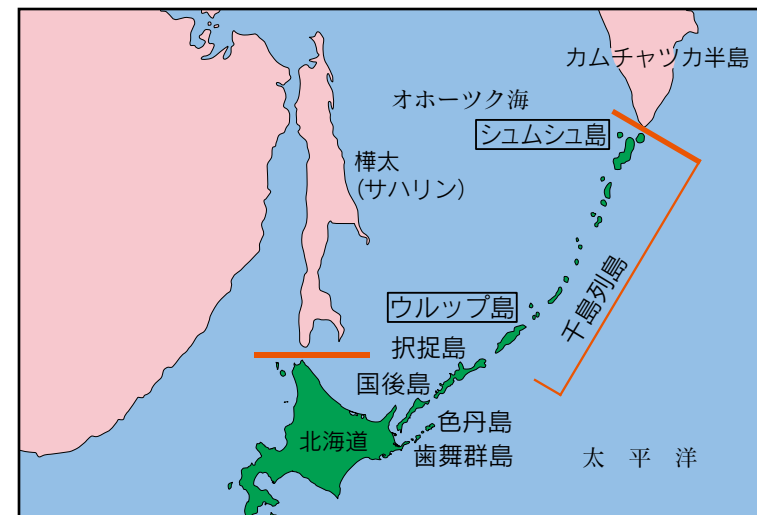 カムチャツカ半島
オホーツク海
シュムシュ島
樺太
(サハリン)
千島列島
ウルップ島
択捉島
国後島
色丹島
北海道
歯舞群島
太平洋